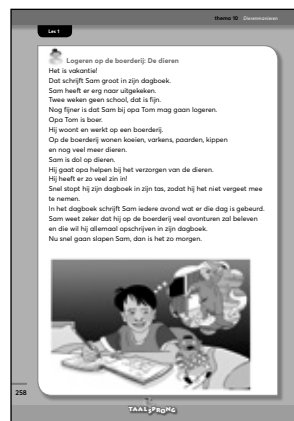 thema 10 Dierenmanieren
Les 1
Logeren op de boerderij: De dieren
Het is vakantie!
Dat schrijft Sam groot in zijn dagboek.
Sam heeft er erg naar uitgekeken.
Twee weken geen school, dat is fijn.
Nog fijner is dat Sam bij opa Tom mag gaan logeren.
Opa Tom is boer.
Hij woont en werkt op een boerderij.
Op de boerderij wonen koeien, varkens, paarden, kippen
en nog veel meer dieren.
Sam is dol op dieren.
Hij gaat opa helpen bij het verzorgen van de dieren.
Hij heeft er zo veel zin in!
Snel stopt hij zijn dagboek in zijn tas, zodat hij het niet vergeet mee
te nemen.
In het dagboek schrijft Sam iedere avond wat er die dag is gebeurd.
Sam weet zeker dat hij op de boerderij veel avonturen zal beleven
en die wil hij allemaal opschrijven in zijn dagboek.
Nu snel gaan slapen Sam, dan is het zo morgen.
258
TAALSPRONG